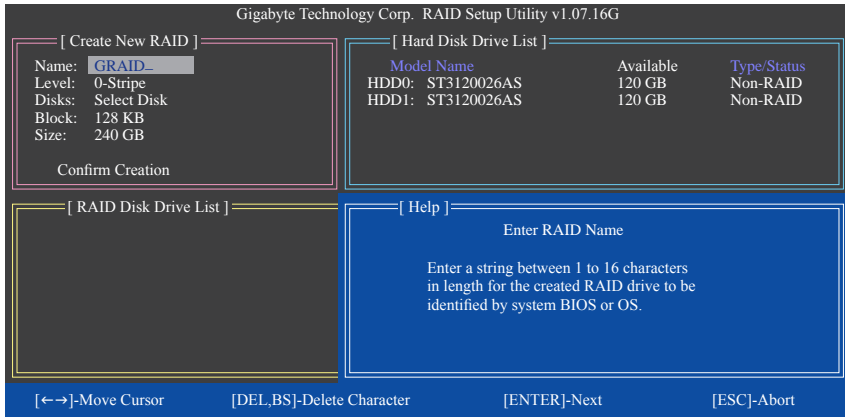 Gigabyte Technology Corp. RAID Setup Utility v1.07.16G
[ Create New RAID ]
Name: GRAID_
Level: 0-Stripe
Disks: Select Disk
Block: 128 KB
Size: 240 GB
Confirm Creation
[ Hard Disk Drive List ]
Model Name Available Type/Status
HDD0: ST3120026AS 120 GB Non-RAID
HDD1: ST3120026AS 120 GB Non-RAID
[ RAID Disk Drive List ]
[ Help ]
Enter RAID Name
Enter a string between 1 to 16 characters
in length for the created RAID drive to be
identified by system BIOS or OS.
[←→]-Move Cursor [DEL,BS]-Delete Character [ENTER]-Next [ESC]-Abort